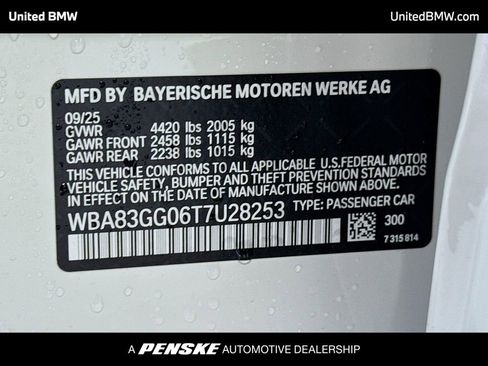 United BMW
UnitedBMW.com
MFD BY BAYERISCHE MOTOREN WERKE AG
09/25
GVWR 4420 lbs 2005 kg
GAWR FRONT 2458 lbs 1115 kg
GAWR REAR 2238 lbs 1015 kg
THIS VEHICLE CONFORMS TO ALL APPLICABLE U.S.FEDERAL MOTOR
VEHICLE SAFETY, BUMPER AND THEFT PREVENTION STANDARDS IN
EFFECT ON THE DATE OF MANUFACTURE SHOWN ABOVE.
WBA83GG06T7U28253 TYPE: PASSENGER CAR
300
7 315 814
A PENSKE AUTOMOTIVE DEALERSHIP